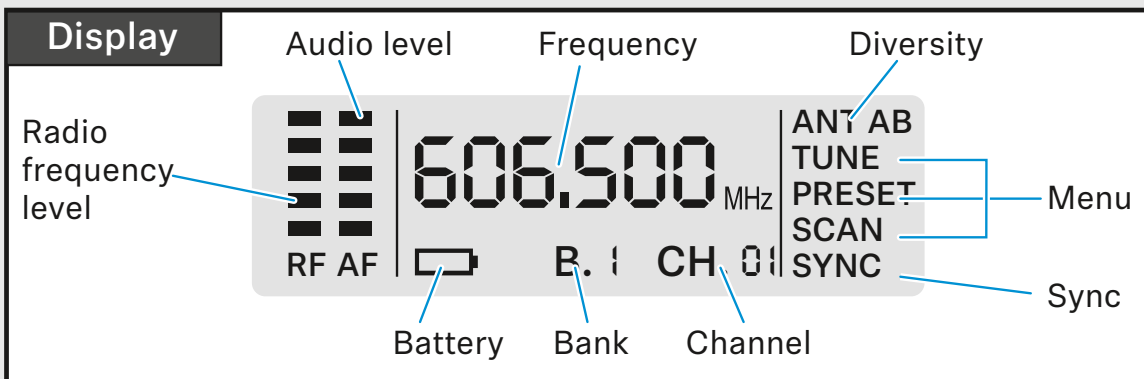 Display
Audio level
Frequency
Diversity
Radio
frequency
level
606.500 MHz
RF AF
B. 1
CH. 01
ANT AB
TUNE
PRESET
SCAN
SYNC
Menu
Sync
Battery
Bank
Channel